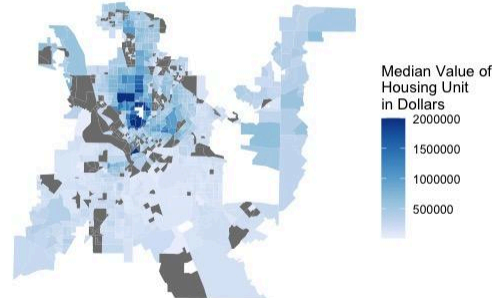 Median Value of
Housing Unit
in Dollars
2000000
1500000
1000000
500000